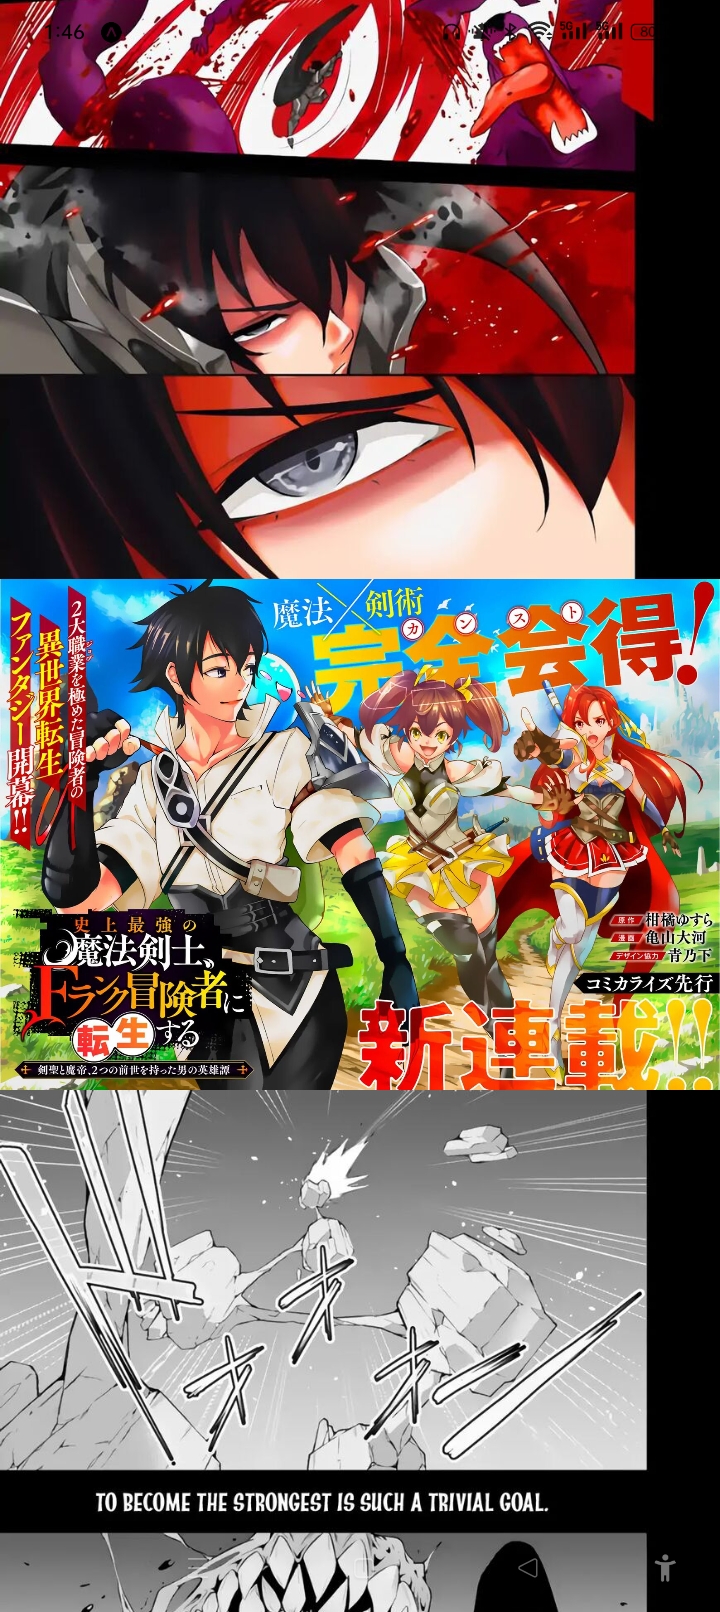 1:46
5G
5G
80
魔法×剣術
カンスト
完全会得!
2大職業を極めた冒険者の
ジョブ
異世界転生
ファンタジー開幕!!
史上最強の
魔法剣士、
Fランク冒険者に
転生する
剣聖と魔帝、2つの前世を持った男の英雄譚
原作 柑橘ゆすら
漫画 亀山大河
デザイン協力 青乃下
コミカライズ先行
新連載!!
ガ
ガ
ガ
TO BECOME THE STRONGEST IS SUCH A TRIVIAL GOAL.